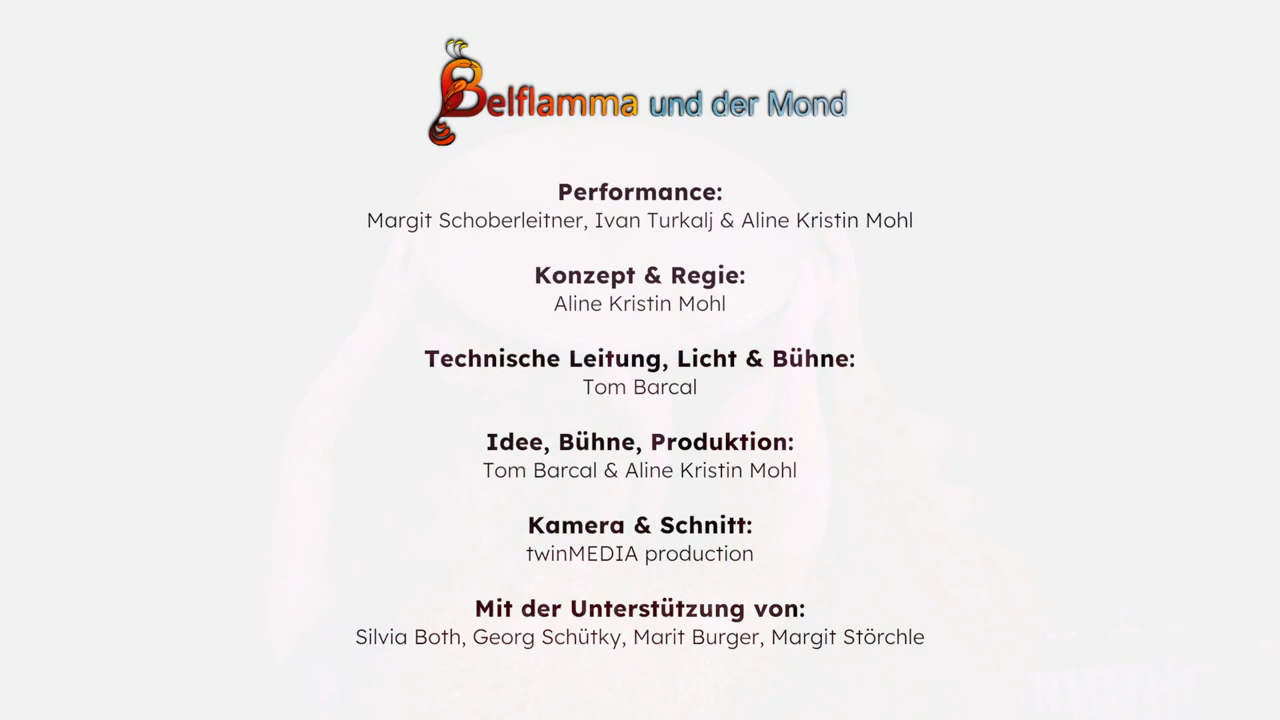 Belflamma und der Mond
Performance:
Margit Schoberleitner, Ivan Turkalj & Aline Kristin Mohl
Konzept & Regie:
Aline Kristin Mohl
Technische Leitung, Licht & Bühne:
Tom Barcal
Idee, Bühne, Produktion:
Tom Barcal & Aline Kristin Mohl
Kamera & Schnitt:
twinMEDIA production
Mit der Unterstützung von:
Silvia Both, Georg Schütky, Marit Burger, Margit Störchle